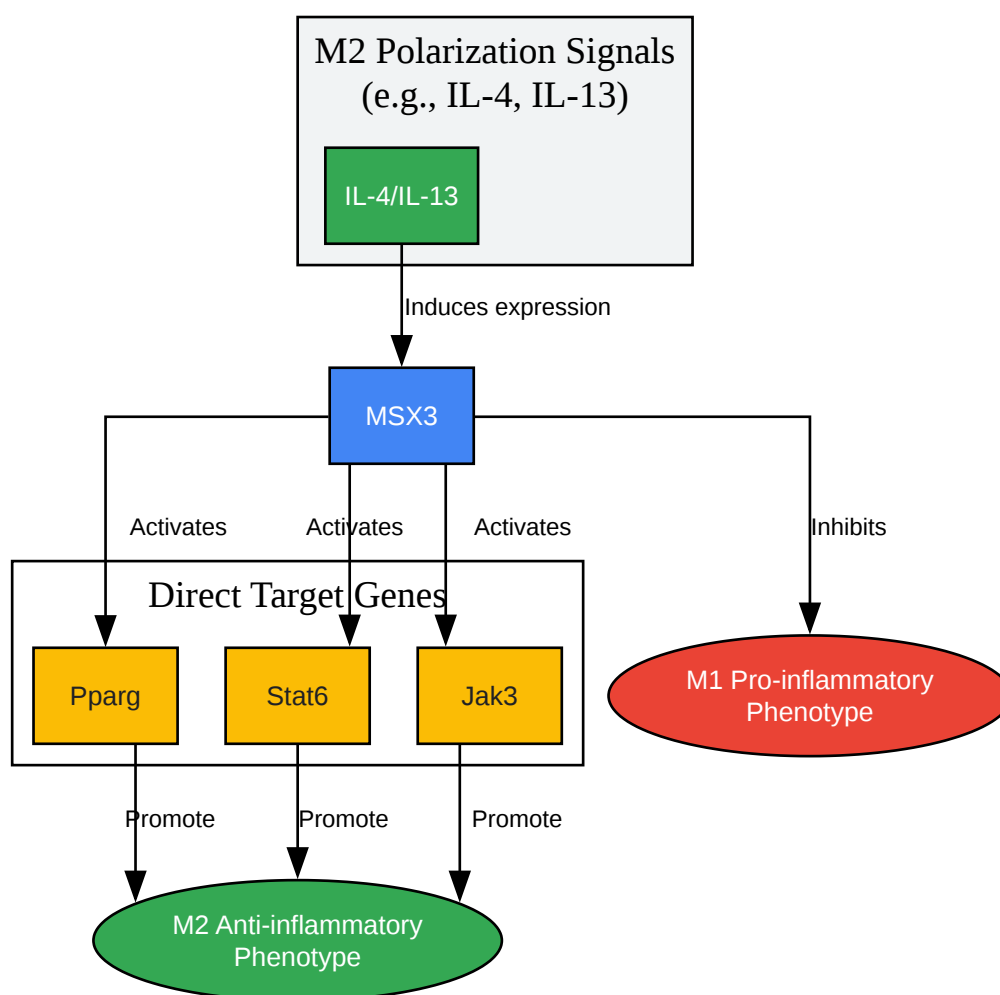 M2 Polarization Signals
(e.g., IL-4, IL-13)
IL-4/IL-13
Induces expression
MSX3
Activates
Activates
Activates
Inhibits
Direct Target Genes
Pparg
Stat6
Jak3
M1 Pro-inflammatory
Phenotype
Promote
Promote
Promote
M2 Anti-inflammatory
Phenotype